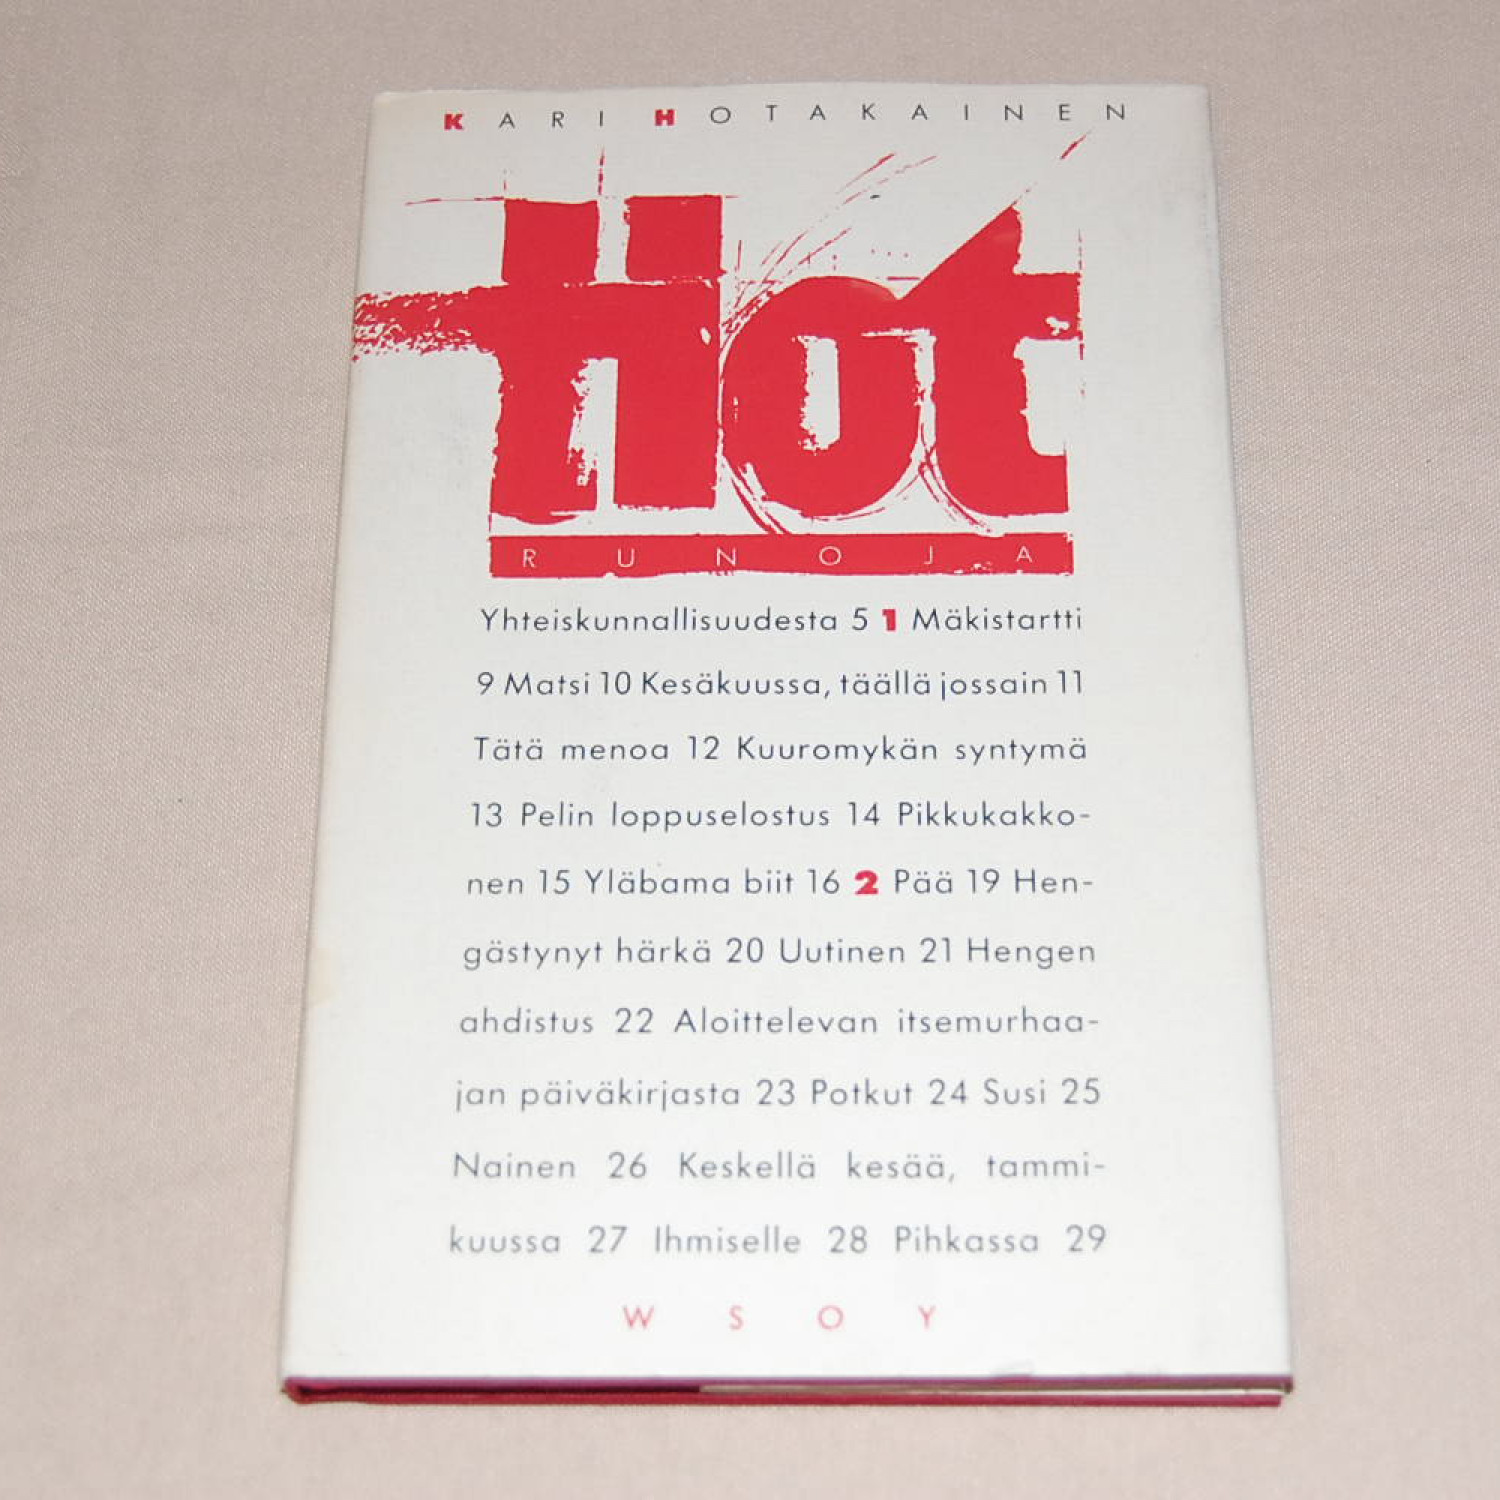 KARI HOTAKAINEN
Hot
RUNOJA
Yhteiskunnallisuudesta 5 1 Mäkistartti
9 Matsi 10 Kesäkuussa, täällä jossain 11
Tätä menoa 12 Kuuromykän syntymä
13 Pelin loppuselostus 14 Pikkukakko-
nen 15 Yläbama biit 16 2 Pää 19 Hen-
gästynyt härkä 20 Uutinen 21 Hengen
ahdistus 22 Aloittelevan itsemurhaa-
jan päiväkirjasta 23 Potkut 24 Susi 25
Nainen 26 Keskellä kesää, tammi-
kuussa 27 Ihmiselle 28 Pihkassa 29
WSOY